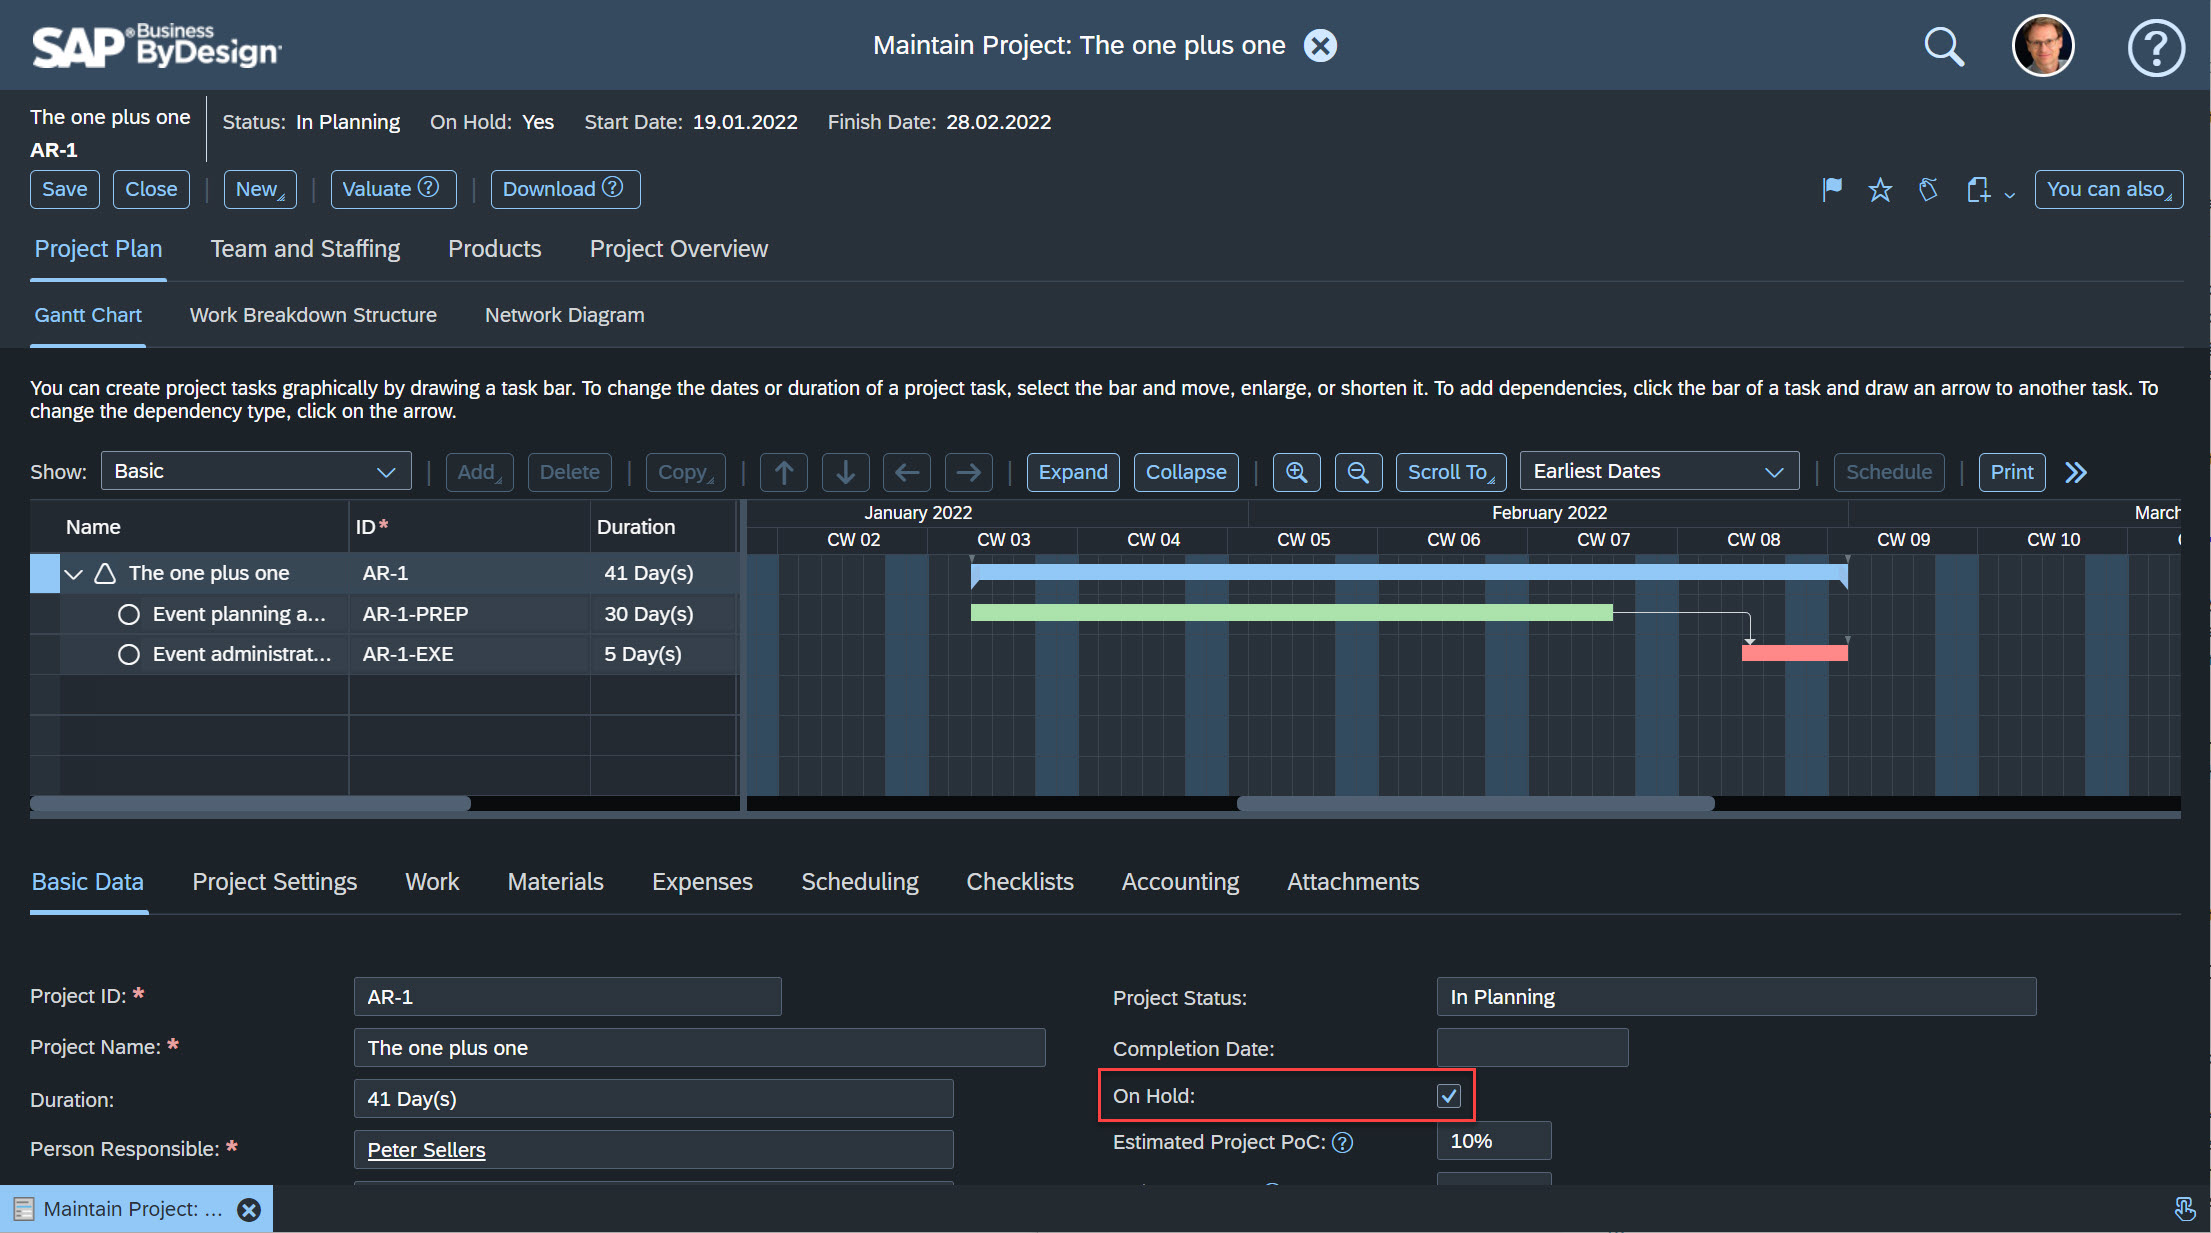 SAP Business ByDesign
Maintain Project: The one plus one
The one plus one
AR-1
Status: In Planning On Hold: Yes Start Date: 19.01.2022 Finish Date: 28.02.2022
Save Close New Valuate Download You can also
Project Plan Team and Staffing Products Project Overview
Gantt Chart Work Breakdown Structure Network Diagram
You can create project tasks graphically by drawing a task bar. To change the dates or duration of a project task, select the bar and move, enlarge, or shorten it. To add dependencies, click the bar of a task and draw an arrow to another task. To
change the dependency type, click on the arrow.
Show: Basic Add Delete Copy Expand Collapse Scroll To Earliest Dates Schedule Print
January 2022 February 2022 March
Name ID* Duration
CW 02 CW 03 CW 04 CW 05 CW 06 CW 07 CW 08 CW 09 CW 10
The one plus one AR-1 41 Day(s)
Event planning a... AR-1-PREP 30 Day(s)
Event administrat... AR-1-EXE 5 Day(s)
Basic Data Project Settings Work Materials Expenses Scheduling Checklists Accounting Attachments
Project ID: * AR-1
Project Name: * The one plus one
Duration: 41 Day(s)
Person Responsible: * Peter Sellers
Project Status: In Planning
Completion Date:
On Hold:
Estimated Project PoC: 10%
Maintain Project: ...